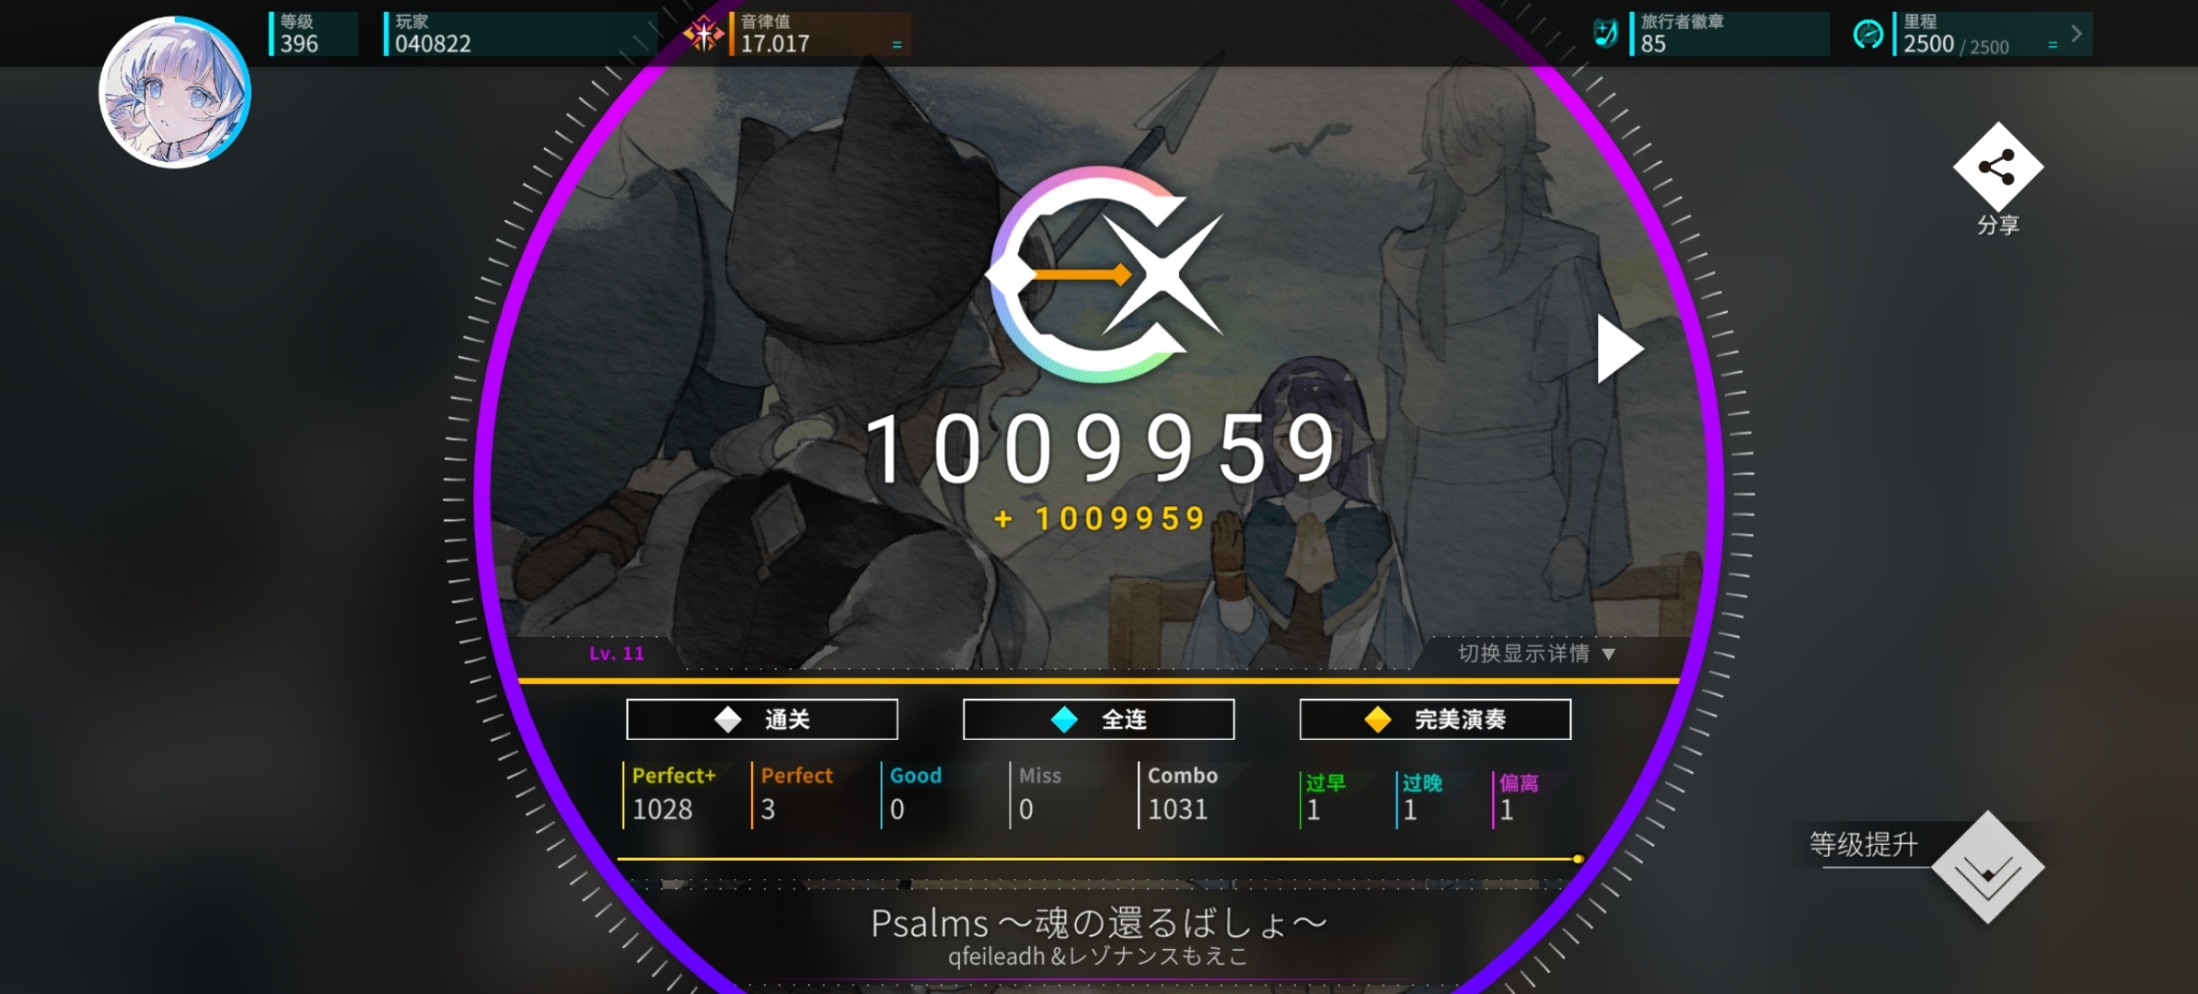 等级
396
玩家
040822
音律值
17.017
=
旅行者徽章
85
里程
2500 / 2500
=
分享
1009959
+ 1009959
Lv. 11
切换显示详情 ▼
通关
全连
完美演奏
Perfect+
1028
Perfect
3
Good
0
Miss
0
Combo
1031
过早
1
过晚
1
偏离
1
等级提升
Psalms ～魂の還るばしょ～
qfeileadh &レゾナンスもえこ